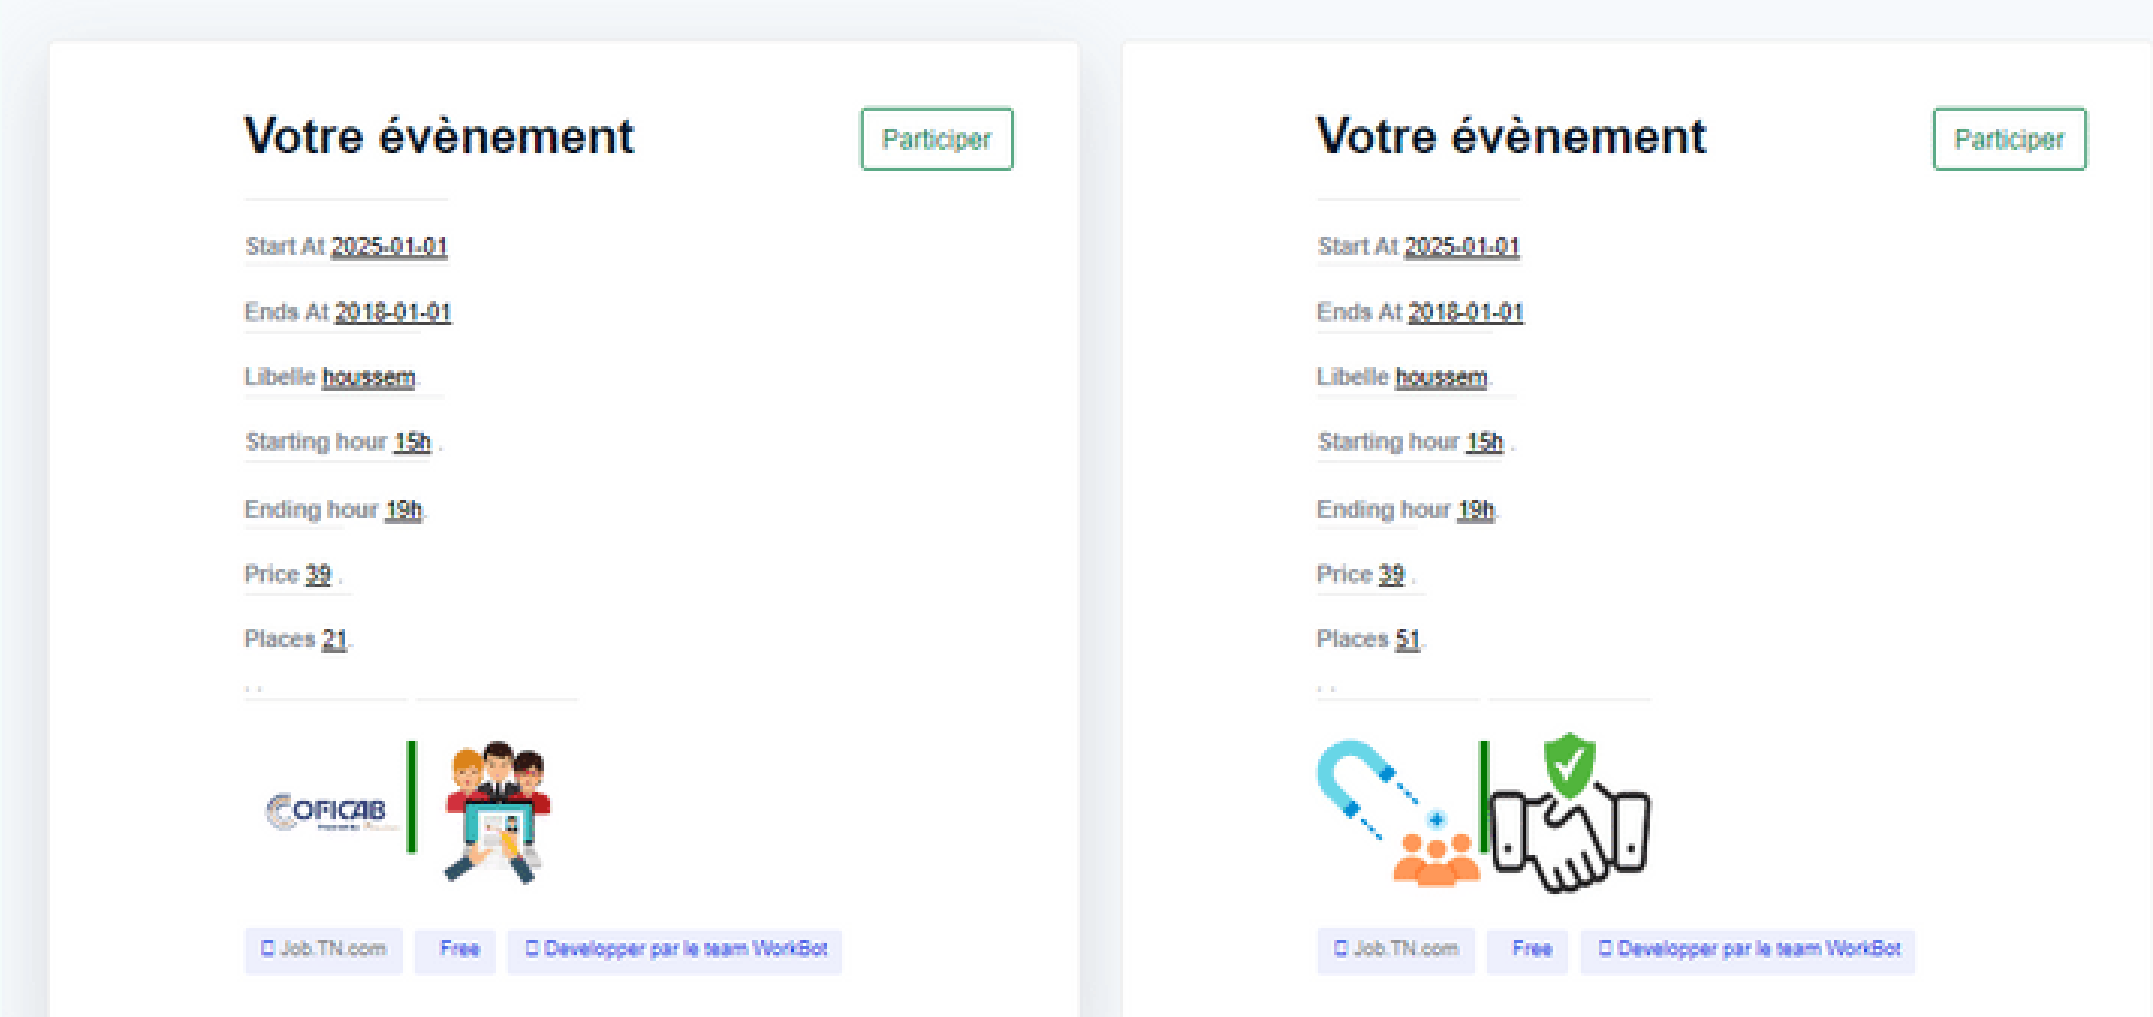 Votre évènement
Participer
Start At 2025-01-01
Ends At 2018-01-01
Libelle houssem.
Starting hour 15h .
Ending hour 19h.
Price 39 .
Places 21.
. .
COFICAB
Job.TN.com
Free
Developper par le team WorkBot
Votre évènement
Participer
Start At 2025-01-01
Ends At 2018-01-01
Libelle houssem.
Starting hour 15h .
Ending hour 19h.
Price 39 .
Places 51.
. .
Job.TN.com
Free
Developper par le team WorkBot